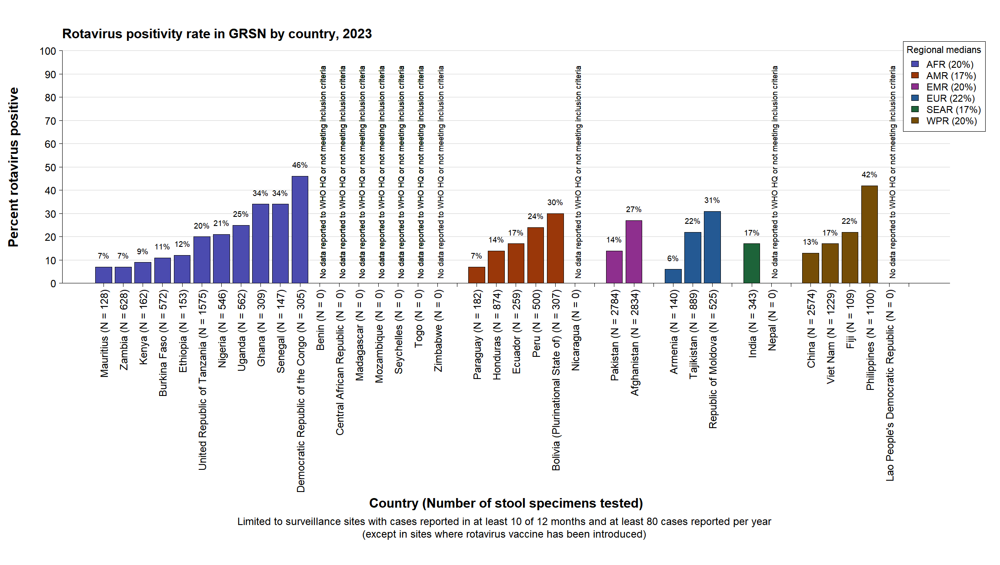 Rotavirus positivity rate in GRSN by country, 2023
Percent rotavirus positive
100
90
80
70
60
50
40
30
20
10
0
7%
7%
9%
11%
12%
20%
21%
25%
34%
34%
46%
No data reported to WHO HQ or not meeting inclusion criteria
No data reported to WHO HQ or not meeting inclusion criteria
No data reported to WHO HQ or not meeting inclusion criteria
No data reported to WHO HQ or not meeting inclusion criteria
No data reported to WHO HQ or not meeting inclusion criteria
No data reported to WHO HQ or not meeting inclusion criteria
No data reported to WHO HQ or not meeting inclusion criteria
7%
14%
17%
24%
30%
No data reported to WHO HQ or not meeting inclusion criteria
14%
27%
6%
22%
31%
17%
No data reported to WHO HQ or not meeting inclusion criteria
13%
17%
22%
42%
No data reported to WHO HQ or not meeting inclusion criteria
Regional medians
AFR (20%)
AMR (17%)
EMR (20%)
EUR (22%)
SEAR (17%)
WPR (20%)
Mauritius (N = 128)
Zambia (N = 628)
Kenya (N = 162)
Burkina Faso (N = 572)
Ethiopia (N = 153)
United Republic of Tanzania (N = 1575)
Nigeria (N = 546)
Uganda (N = 562)
Ghana (N = 309)
Senegal (N = 147)
Democratic Republic of the Congo (N = 305)
Benin (N = 0)
Central African Republic (N = 0)
Madagascar (N = 0)
Mozambique (N = 0)
Seychelles (N = 0)
Togo (N = 0)
Zimbabwe (N = 0)
Paraguay (N = 182)
Honduras (N = 874)
Ecuador (N = 259)
Peru (N = 500)
Bolivia (Plurinational State of) (N = 307)
Nicaragua (N = 0)
Pakistan (N = 2784)
Afghanistan (N = 2834)
Armenia (N = 140)
Tajikistan (N = 889)
Republic of Moldova (N = 525)
India (N = 343)
Nepal (N = 0)
China (N = 2574)
Viet Nam (N = 1229)
Fiji (N = 109)
Philippines (N = 1100)
Lao People's Democratic Republic (N = 0)
Country (Number of stool specimens tested)
Limited to surveillance sites with cases reported in at least 10 of 12 months and at least 80 cases reported per year
(except in sites where rotavirus vaccine has been introduced)